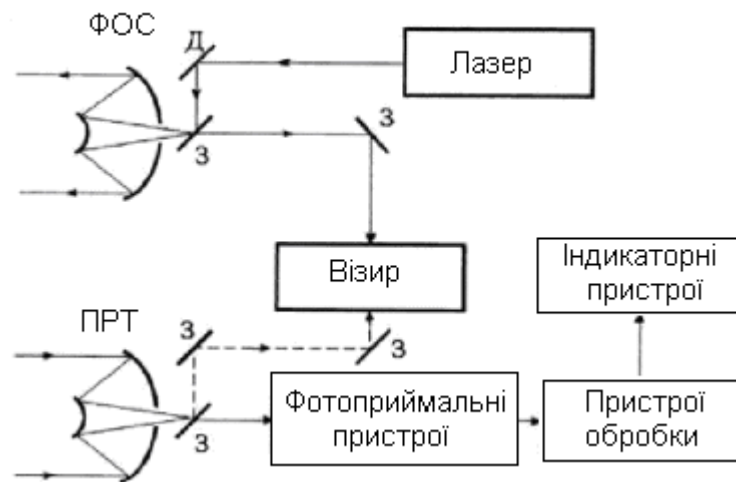 ФОС
Д
Лазер
З
З
Візир
Індикаторні
пристрої
ПРТ
З
З
З
Фотоприймальні
пристрої
Пристрої
обробки